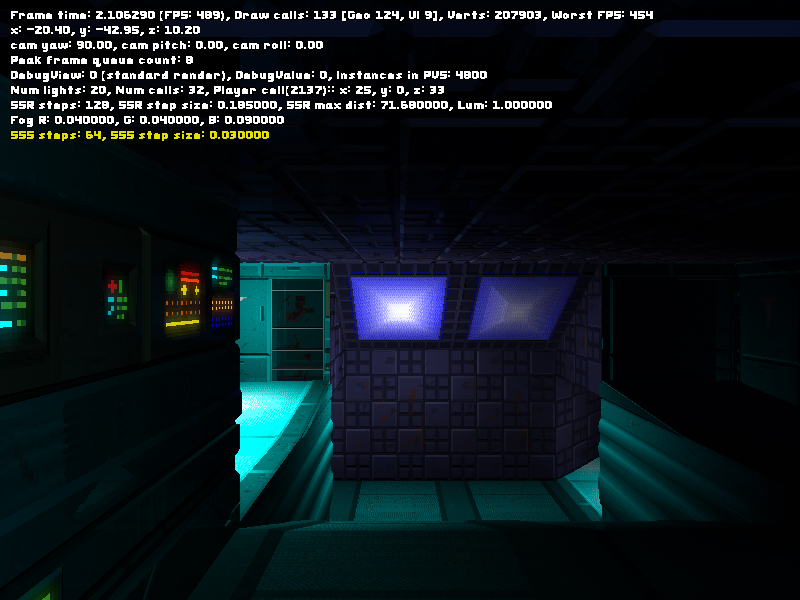 Frame time: 2.106290 (FPS: 489), Draw calls: 133 [Geo 124, UI 9], Verts: 207903, Worst FPS: 454
x: -20.40, y: -42.95, z: 10.20
cam yaw: 90.00, cam pitch: 0.00, cam roll: 0.00
Peak frame queue count: 8
DebugView: 0 (standard render), DebugValue: 0, Instances in PVS: 4800
Num lights: 20, Num cells: 32, Player cell(2137):: x: 25, y: 0, z: 33
SSR steps: 128, SSR step size: 0.185000, SSR max dist: 71.680000, Lum: 1.000000
Fog R: 0.040000, G: 0.040000, B: 0.090000
SSS steps: 64, SSS step size: 0.030000